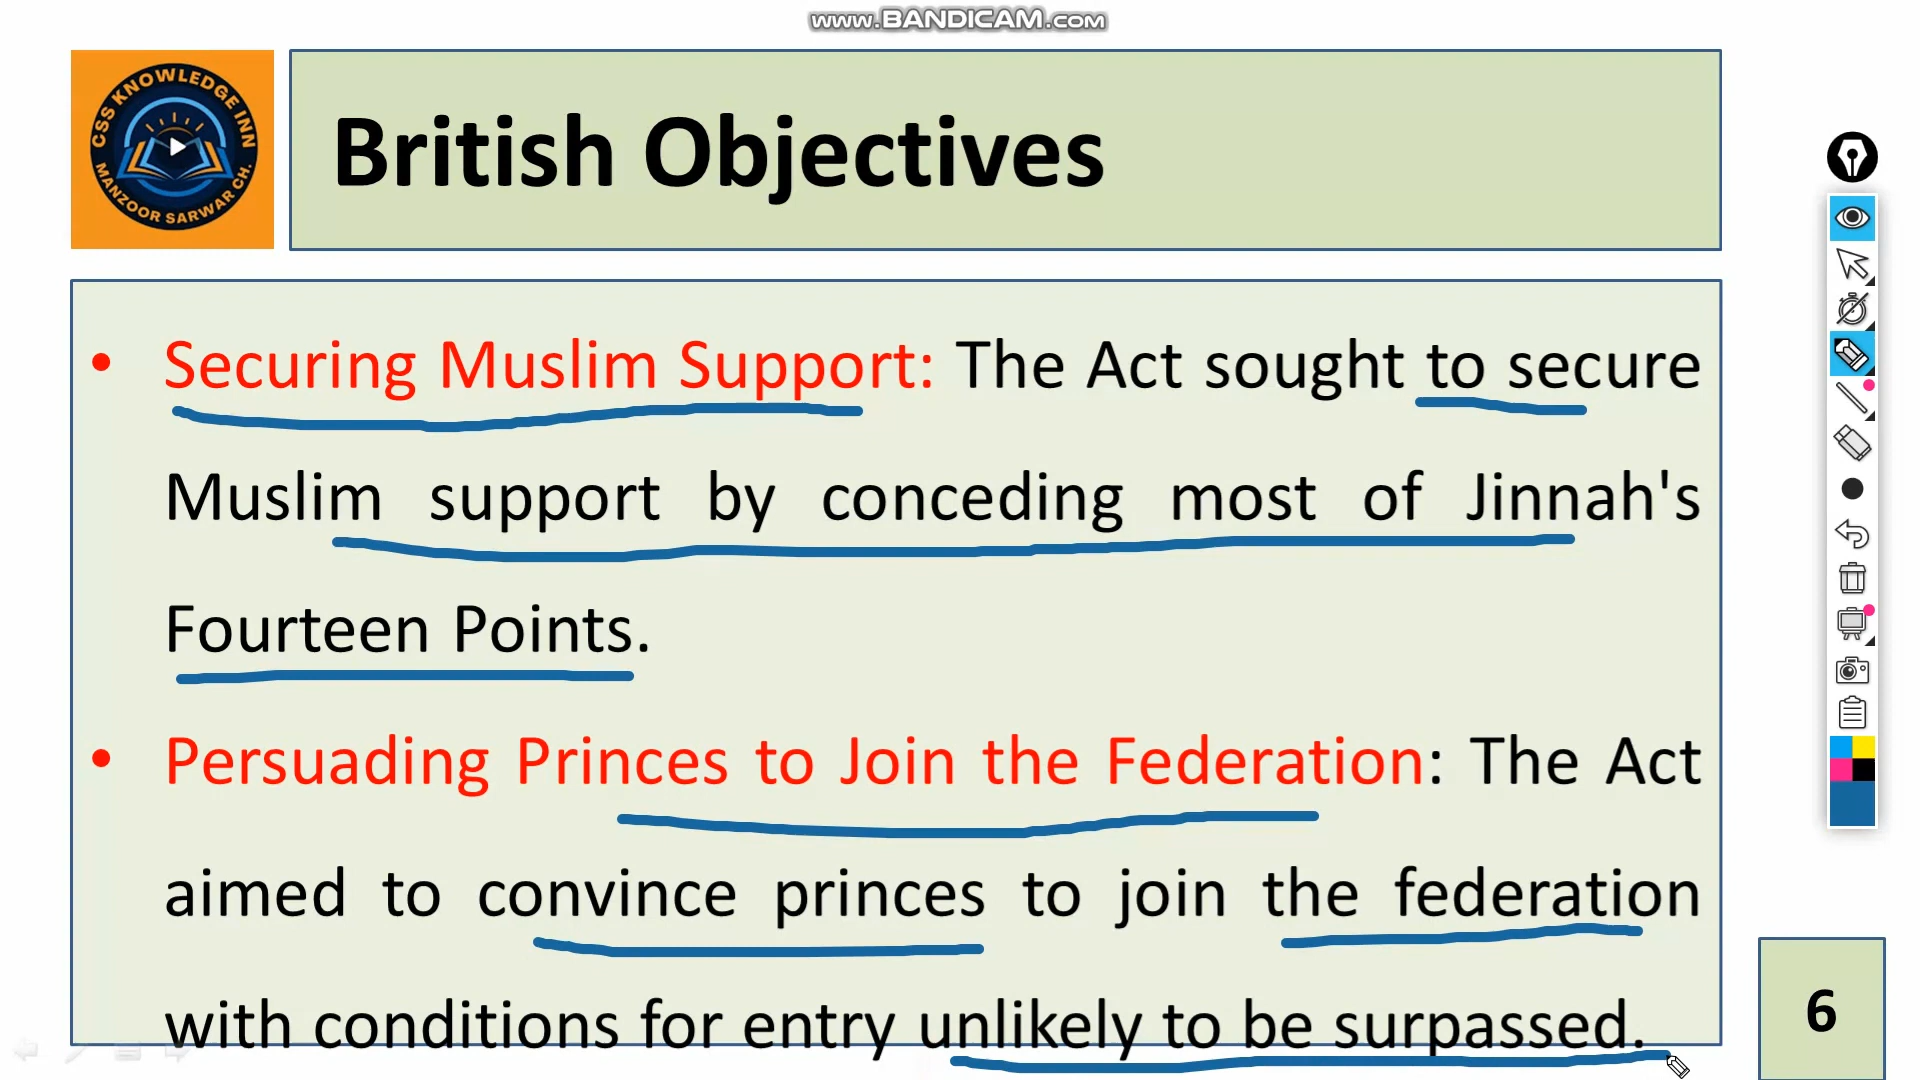 www.BANDICAM.com
CSS KNOWLEDGE INN
MANZOOR SARWAR CH.
British Objectives
• Securing Muslim Support: The Act sought to secure
Muslim support by conceding most of Jinnah's
Fourteen Points.
• Persuading Princes to Join the Federation: The Act
aimed to convince princes to join the federation
with conditions for entry unlikely to be surpassed.
6